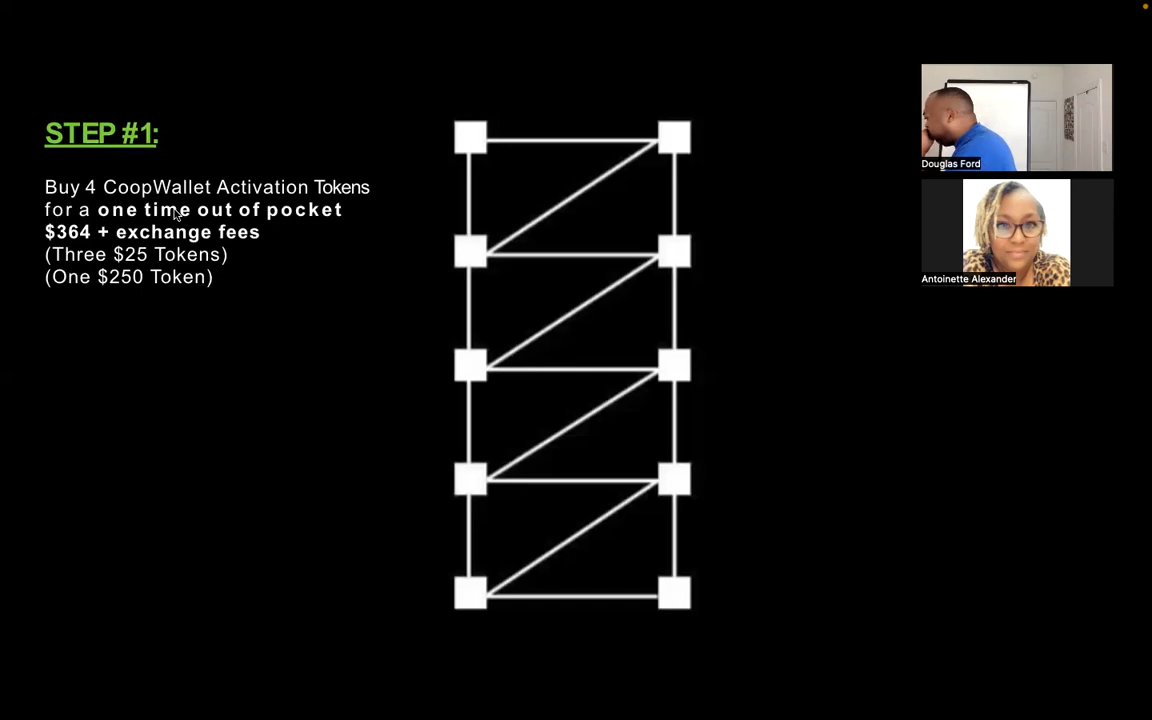 STEP #1:
Buy 4 CoopWallet Activation Tokens
for a one time out of pocket
$364 + exchange fees
(Three $25 Tokens)
(One $250 Token)
Douglas Ford
Antoinette Alexander